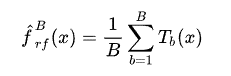 f̂ᴮ_rf(x) = 1/B ∑_{b=1}^{B} T_b(x)